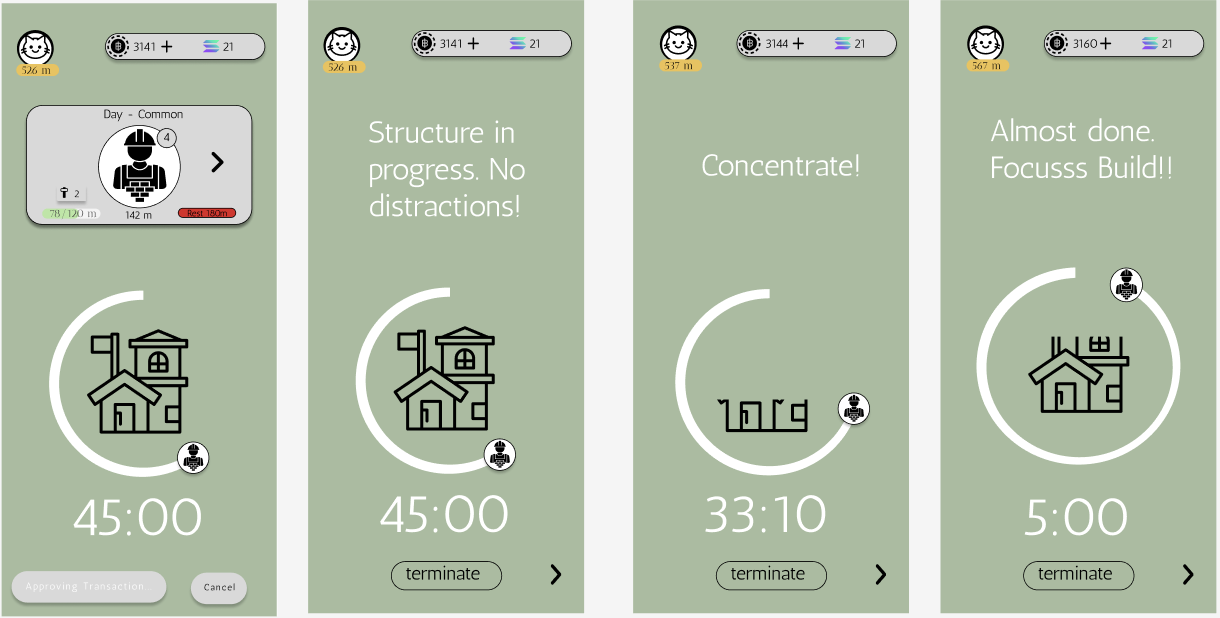 3141 +
21
526 m
Day - Common
4
2
78/120 m
142 m
Rest 180m
45:00
Approving Transaction...
Cancel
3141 +
21
526 m
Structure in
progress. No
distractions!
45:00
terminate
3144 +
21
537 m
Concentrate!
33:10
terminate
3160 +
21
567 m
Almost done.
Focusss Build!!
5:00
terminate